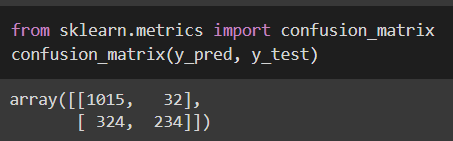 from sklearn.metrics import confusion_matrix
confusion_matrix(y_pred, y_test)
array([[1015,   32],
       [ 324,  234]])